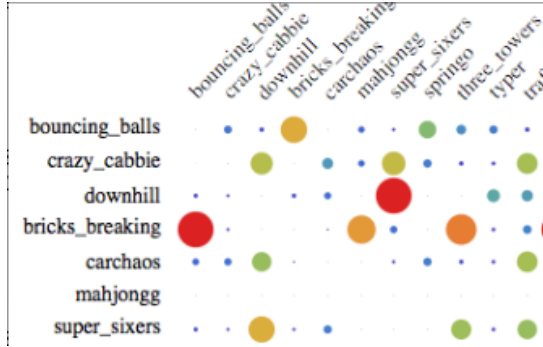 bouncing_balls
crazy_cabbie
downhill
bricks_breaking
carchaos
mahjongg
super_sixers
springo
three_towers
typer
bouncing_balls
crazy_cabbie
downhill
bricks_breaking
carchaos
mahjongg
super_sixers